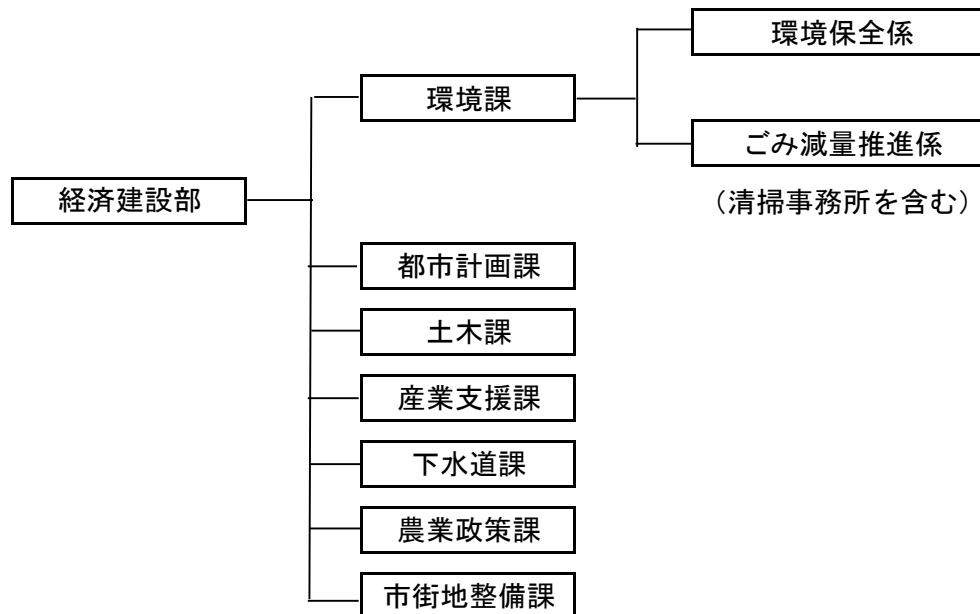 環境保全係
環境課
ごみ減量推進係
経済建設部
（清掃事務所を含む）
都市計画課
土木課
産業支援課
下水道課
農業政策課
市街地整備課